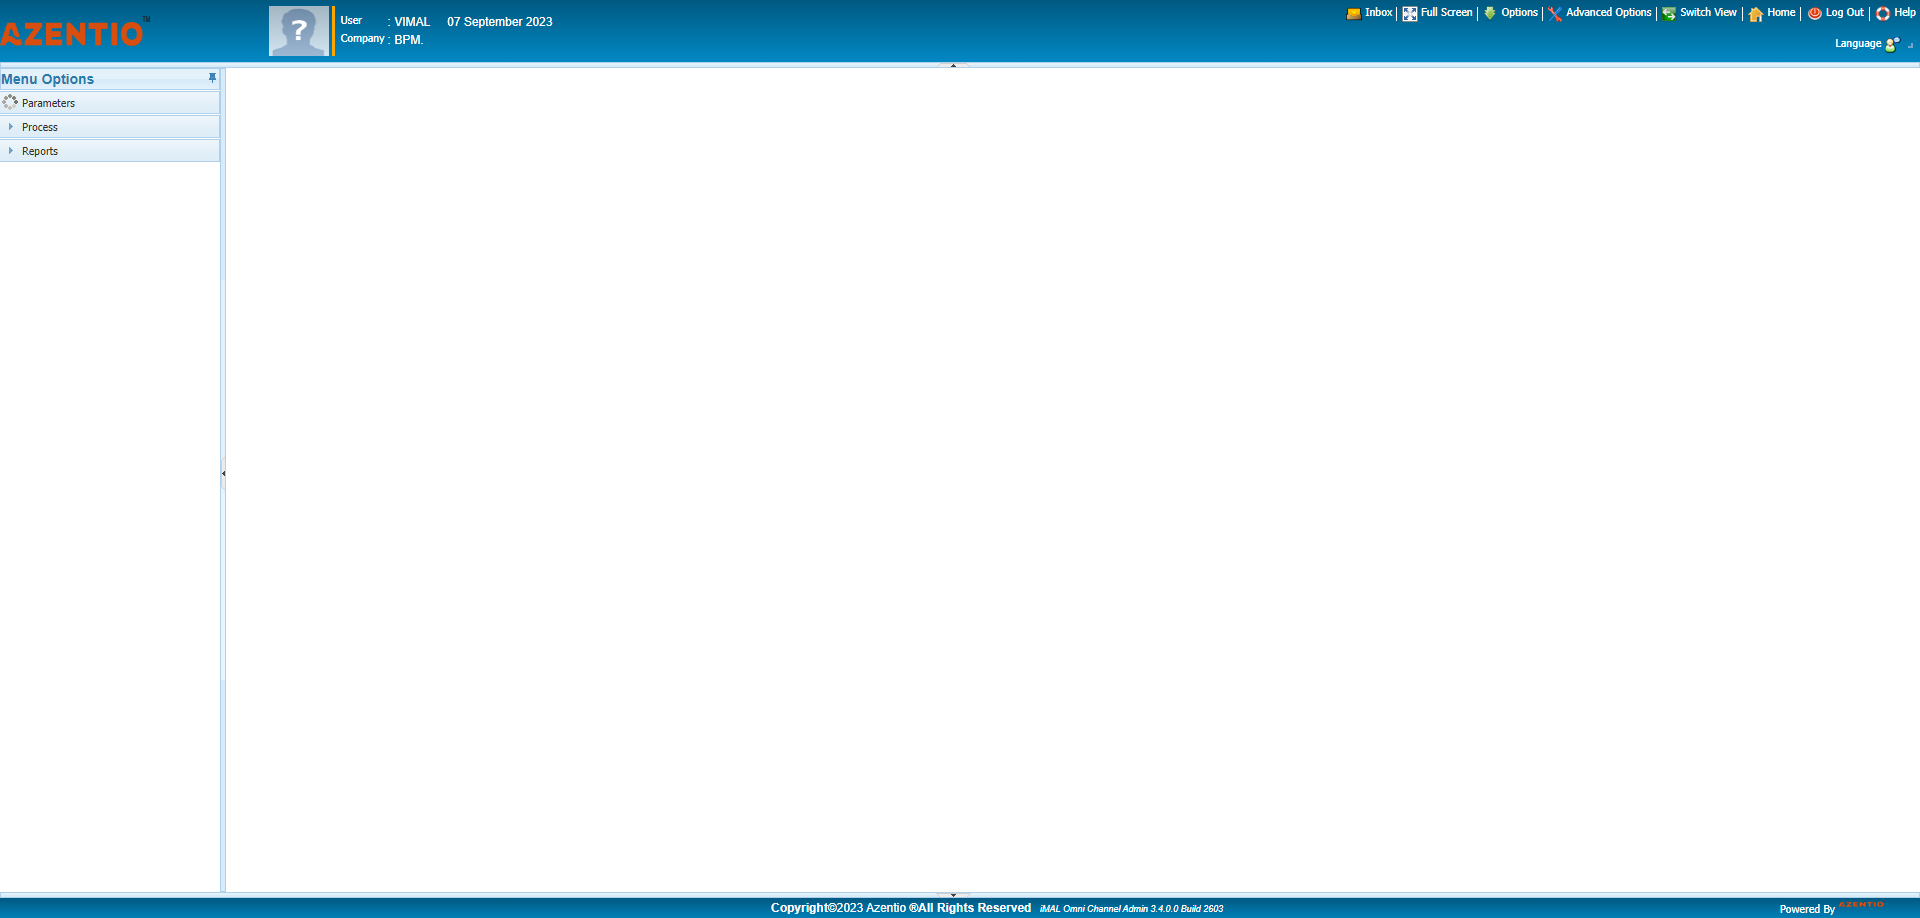 AZENTIO™
User : VIMAL 07 September 2023
Company : BPM.
Inbox Full Screen Options Advanced Options Switch View Home Log Out Help
Language
Menu Options
Parameters
Process
Reports
Copyright©2023 Azentio ®All Rights Reserved iMAL Omni Channel Admin 3.4.0.0 Build 2603
Powered By AZENTIO